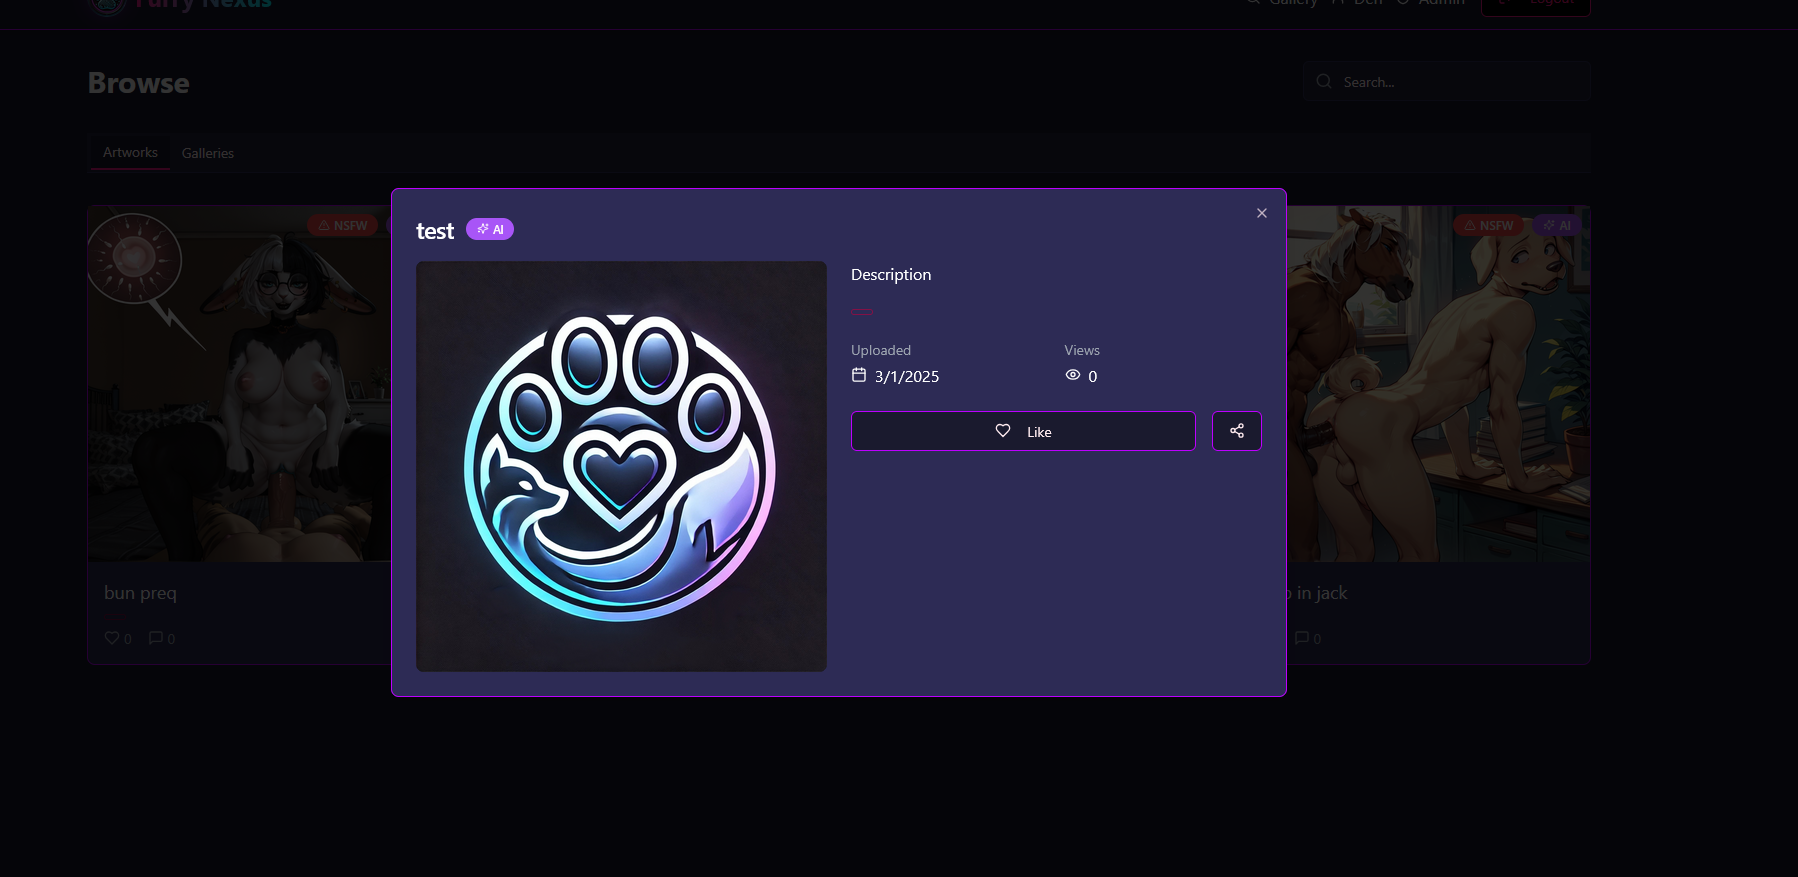 Furry Nexus
Gallery Den Admin Logout
Browse
Search...
Artworks Galleries
NSFW
NSFW AI
test AI
Description
Uploaded Views
3/1/2025 0
Like
bun preq
in jack
0 0
0